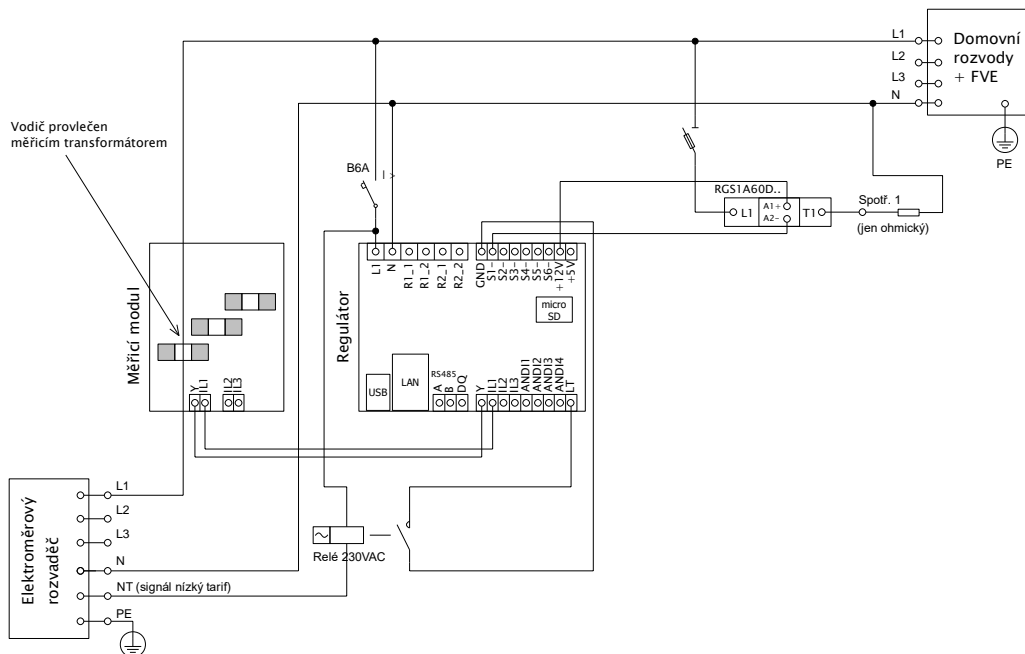 L1
L2
L3
N
Domovní
rozvody
+ FVE
PE
Vodič provlečen
měřicím transformátorem
B6A
I >
RGS1A60D..
L1
A1+
A2-
T1
Spotř. 1
(jen ohmický)
Měřicí modul
Y
IL1
IL2
IL3
Regulátor
L1
N
R1_1
R1_2
R2_1
R2_2
GND
S1-
S2-
S3-
S4-
S5-
S6-
+12V
+5V
micro
SD
USB
LAN
RS485
A
B
DQ
Y
IL1
IL2
IL3
ANDI1
ANDI2
ANDI3
ANDI4
LT
Elektroměrový
rozvaděč
L1
L2
L3
N
NT (signál nízký tarif)
PE
Relé 230VAC